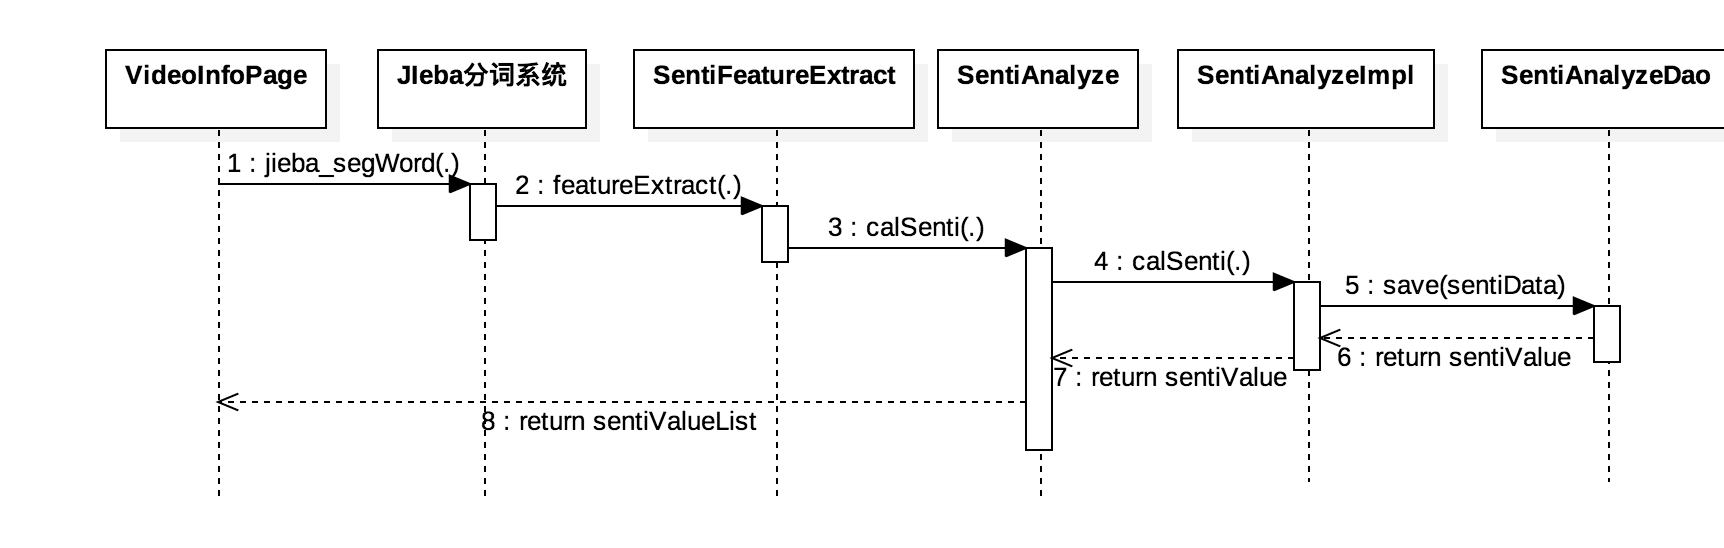 VideoInfoPage
JIeba分词系统
SentiFeatureExtract
SentiAnalyze
SentiAnalyzeImpl
SentiAnalyzeDao
1 : jieba_segWord(.)
2 : featureExtract(.)
3 : calSenti(.)
4 : calSenti(.)
5 : save(sentiData)
6 : return sentiValue
7 : return sentiValue
8 : return sentiValueList